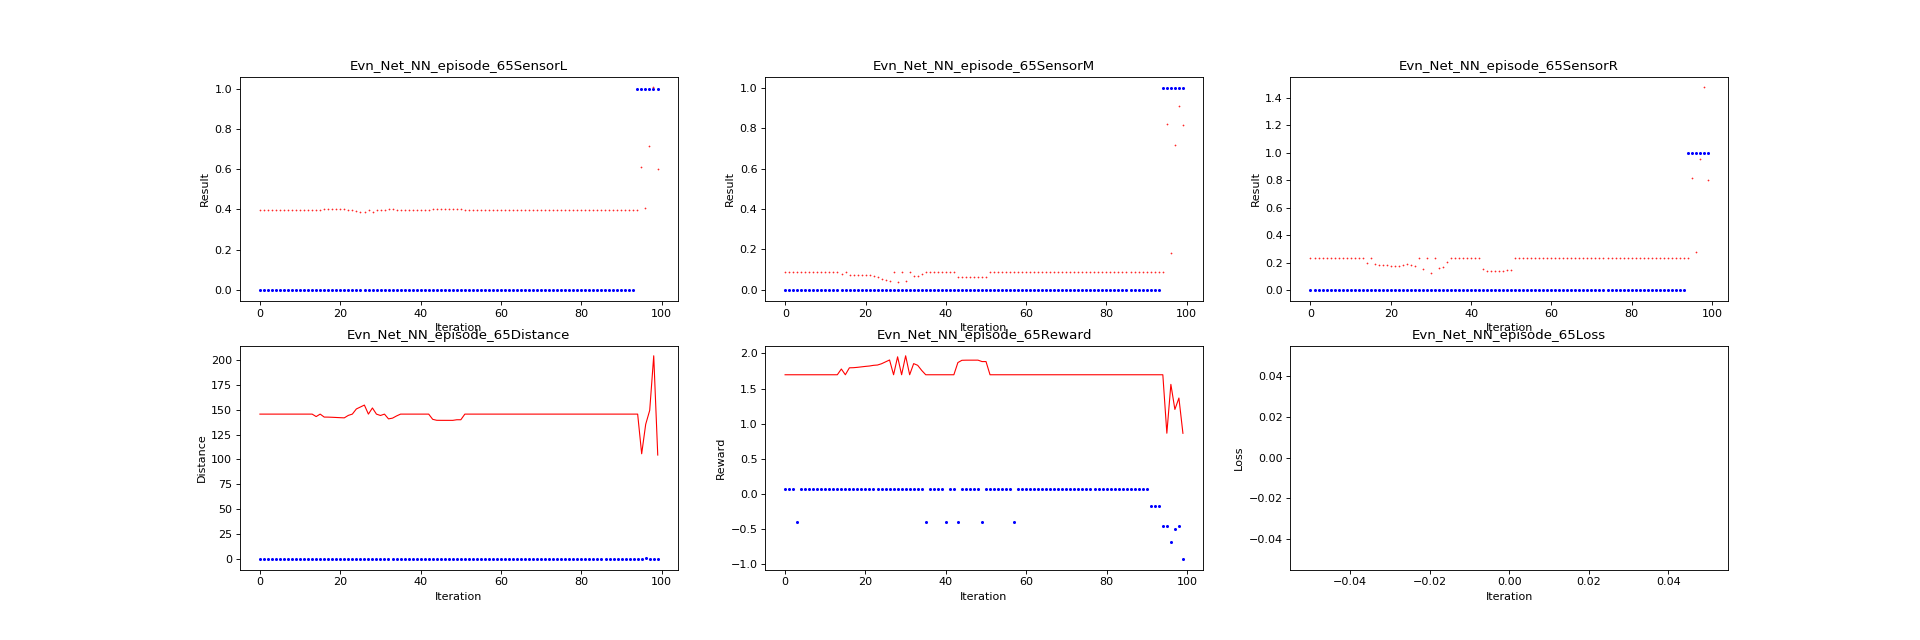 Evn_Net_NN_episode_65SensorL
1.0
0.8
0.6
0.4
0.2
0.0
Result
0 20 40 60 80 100
Iteration
Evn_Net_NN_episode_65SensorM
1.0
0.8
0.6
0.4
0.2
0.0
Result
0 20 40 60 80 100
Iteration
Evn_Net_NN_episode_65SensorR
1.4
1.2
1.0
0.8
0.6
0.4
0.2
0.0
Result
0 20 40 60 80 100
Iteration
Evn_Net_NN_episode_65Distance
200
175
150
125
100
75
50
25
0
Distance
0 20 40 60 80 100
Iteration
Evn_Net_NN_episode_65Reward
2.0
1.5
1.0
0.5
0.0
−0.5
−1.0
Reward
0 20 40 60 80 100
Iteration
Evn_Net_NN_episode_65Loss
0.04
0.02
0.00
−0.02
−0.04
Loss
−0.04 −0.02 0.00 0.02 0.04
Iteration